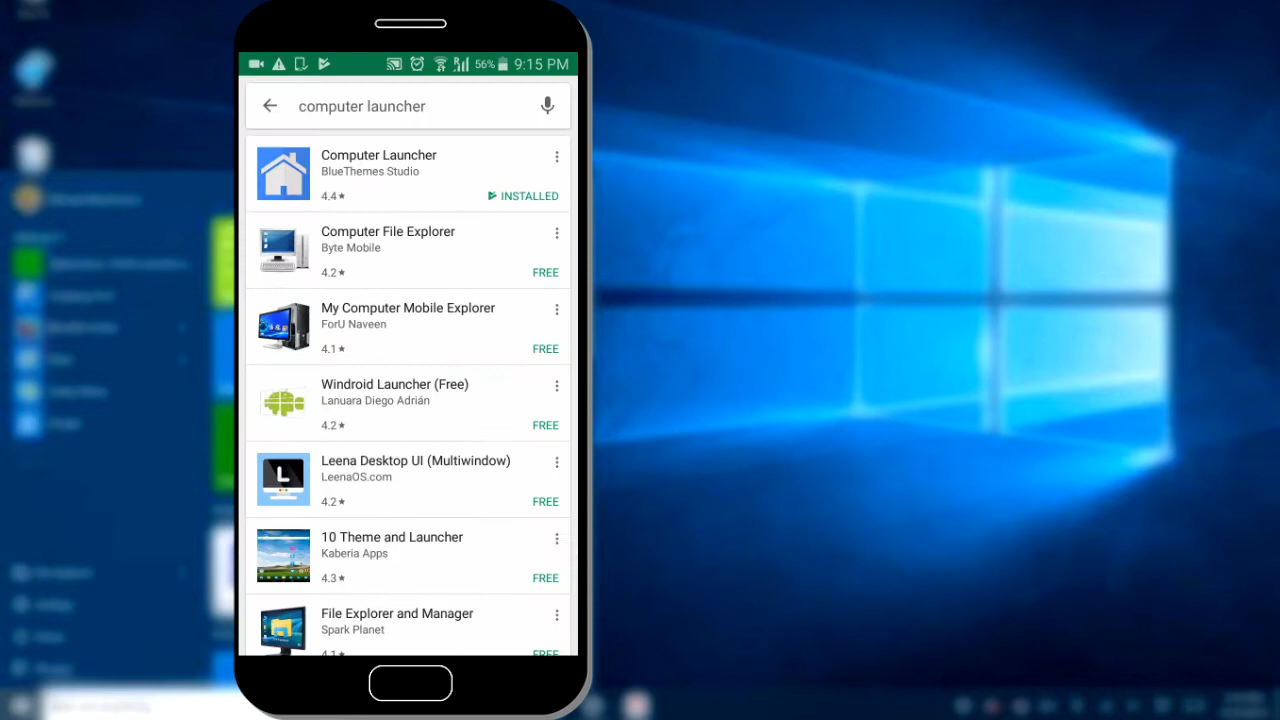 56% 9:15 PM
computer launcher
Computer Launcher
BlueThemes Studio
4.4★ INSTALLED
Computer File Explorer
Byte Mobile
4.2★ FREE
My Computer Mobile Explorer
ForU Naveen
4.1★ FREE
Windroid Launcher (Free)
Lanuara Diego Adrián
4.2★ FREE
Leena Desktop UI (Multiwindow)
LeenaOS.com
L
4.2★ FREE
10 Theme and Launcher
Kaberia Apps
4.3★ FREE
File Explorer and Manager
Spark Planet
4.1★ FREE